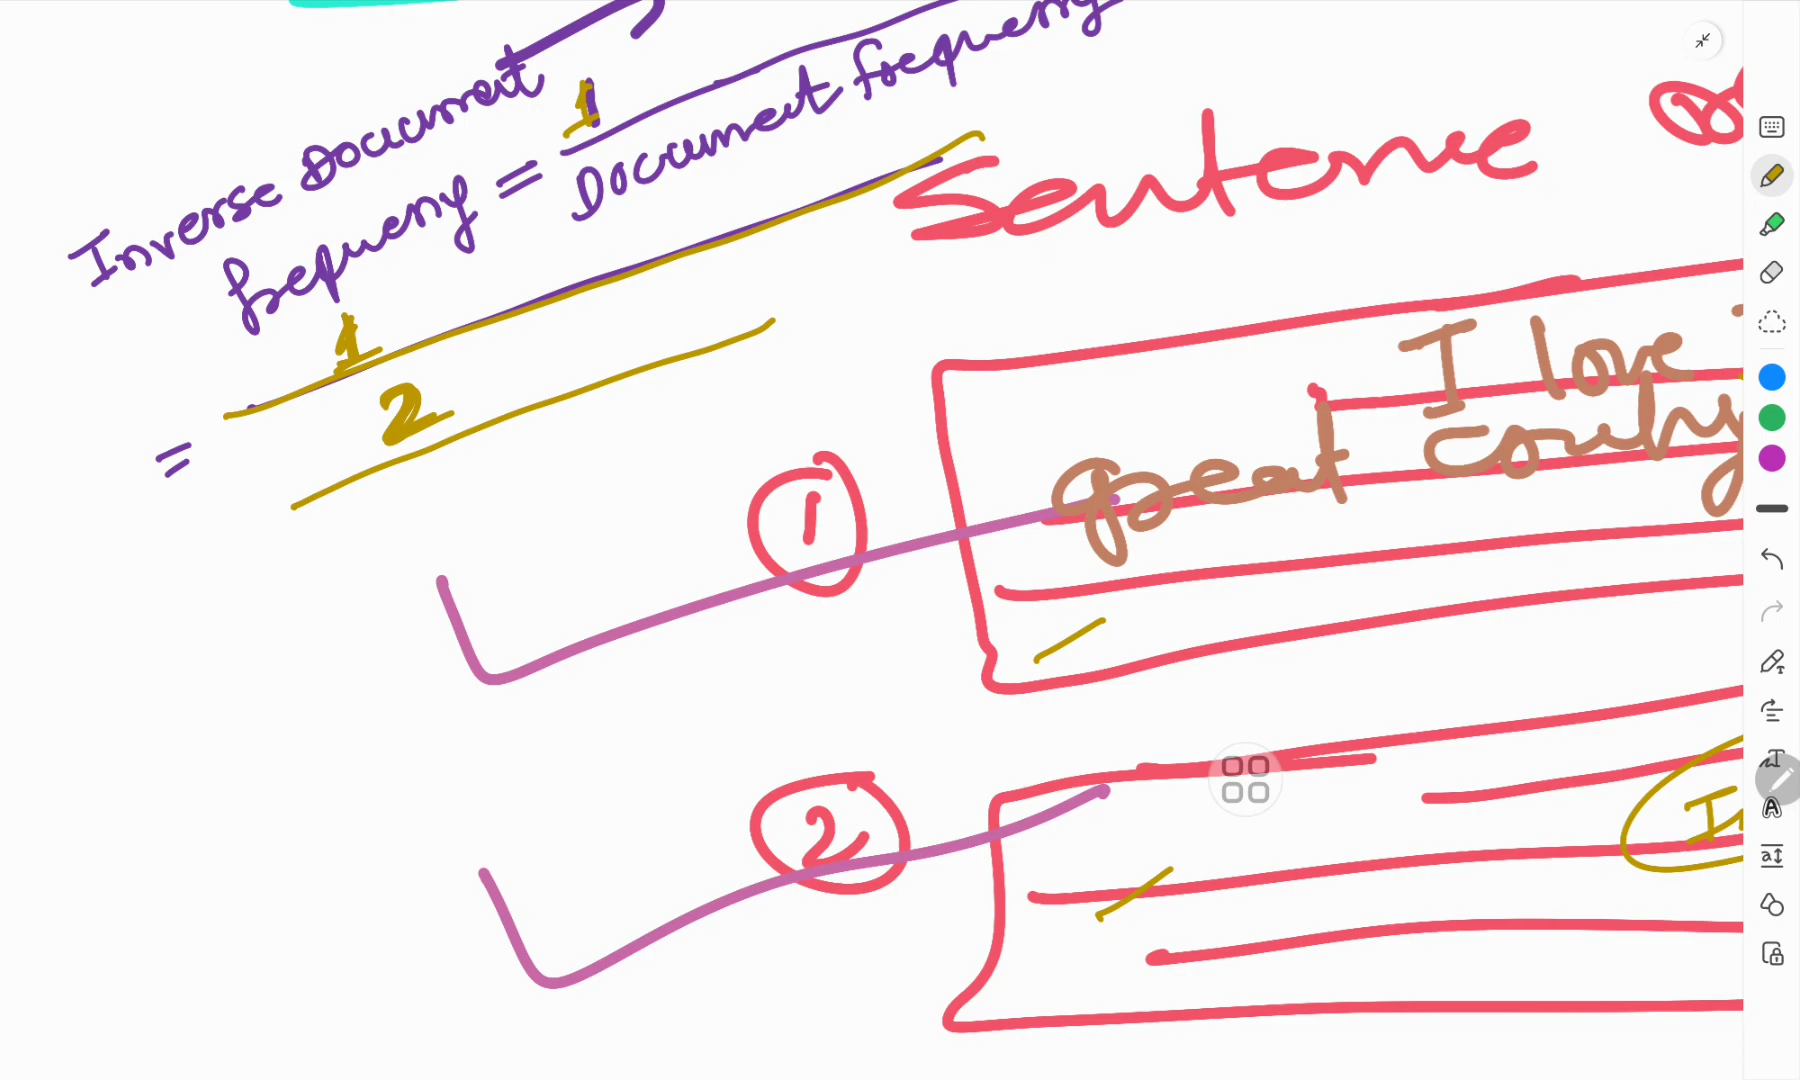 Inverse Document
frequency = 1
Document frequency
= 1
2
Sentence
1
I love
great country
2
I